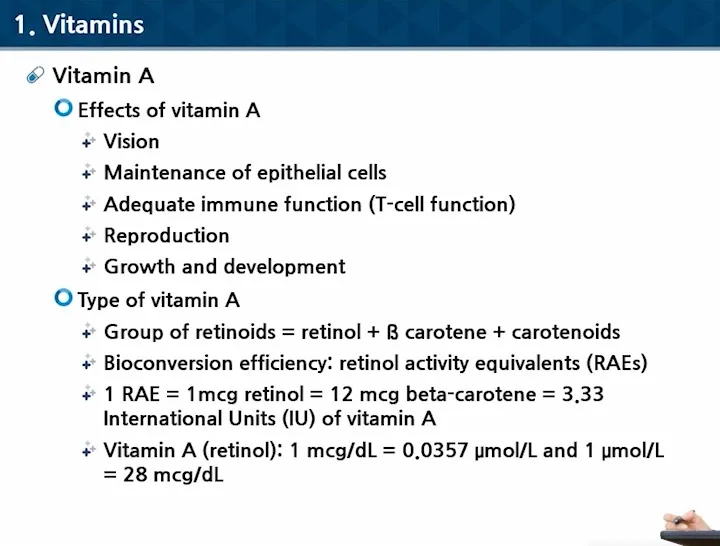 1. Vitamins
Vitamin A
Effects of vitamin A
Vision
Maintenance of epithelial cells
Adequate immune function (T-cell function)
Reproduction
Growth and development
Type of vitamin A
Group of retinoids = retinol + ß carotene + carotenoids
Bioconversion efficiency: retinol activity equivalents (RAEs)
1 RAE = 1mcg retinol = 12 mcg beta-carotene = 3.33
International Units (IU) of vitamin A
Vitamin A (retinol): 1 mcg/dL = 0.0357 µmol/L and 1 µmol/L
= 28 mcg/dL